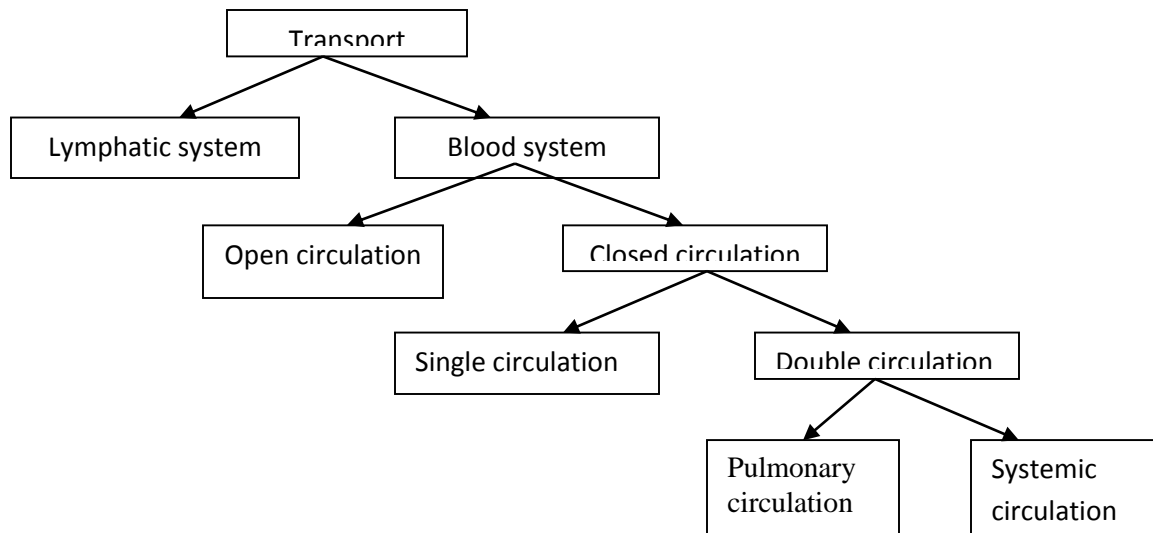 Transport
Lymphatic system
Blood system
Open circulation
Closed circulation
Single circulation
Double circulation
Pulmonary
circulation
Systemic
circulation